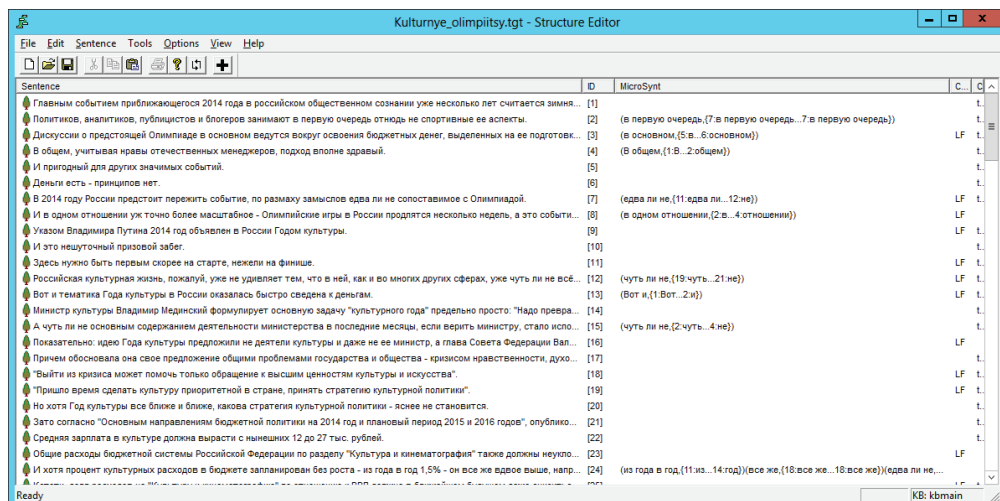 Kulturnye_olimpiitsy.tgt - Structure Editor
File Edit Sentence Tools Options View Help
Sentence ID MicroSynt C... C
Главным событием приближающегося 2014 года в российском общественном сознании уже несколько лет считается зимня... [1] t..
Политиков, аналитиков, публицистов и блогеров занимают в первую очередь отнюдь не спортивные ее аспекты. [2] (в первую очередь,{7:в первую очередь...7:в первую очередь}) t..
Дискуссии о предстоящей Олимпиаде в основном ведутся вокруг освоения бюджетных денег, выделенных на ее подготовк... [3] (в основном,{5:в...6:основном}) LF t..
В общем, учитывая нравы отечественных менеджеров, подход вполне здравый. [4] (В общем,{1:В...2:общем}) t..
И пригодный для других значимых событий. [5] t..
Деньги есть - принципов нет. [6] t..
В 2014 году России предстоит пережить событие, по размаху замыслов едва ли не сопоставимое с Олимпиадой. [7] (едва ли не,{11:едва ли...12:не}) LF t..
И в одном отношении уж точно более масштабное - Олимпийские игры в России продлятся несколько недель, а это событи... [8] (в одном отношении,{2:в...4:отношении}) LF
Указом Владимира Путина 2014 год объявлен в России Годом культуры. [9] LF t..
И это нешуточный призовой забег. [10] t..
Здесь нужно быть первым скорее на старте, нежели на финише. [11] LF t..
Российская культурная жизнь, пожалуй, уже не удивляет тем, что в ней, как и во многих других сферах, уже чуть ли не всё... [12] (чуть ли не,{19:чуть...21:не}) LF t..
Вот и тематика Года культуры в России оказалась быстро сведена к деньгам. [13] (Вот и,{1:Вот...2:и}) LF t..
Министр культуры Владимир Мединский формулирует основную задачу "культурного года" предельно просто: "Надо превра... [14] t..
А чуть ли не основным содержанием деятельности министерства в последние месяцы, если верить министру, стало испо... [15] (чуть ли не,{2:чуть...4:не}) t..
Показательно: идею Года культуры предложили не деятели культуры и даже не ее министр, а глава Совета Федерации Вал... [16] LF
Причем обосновала она свое предложение общими проблемами государства и общества - кризисом нравственности, духо... [17] t..
"Выйти из кризиса может помочь только обращение к высшим ценностям культуры и искусства". [18] LF t..
"Пришло время сделать культуру приоритетной в стране, принять стратегию культурной политики". [19] LF t..
Но хотя Год культуры все ближе и ближе, какова стратегия культурной политики - яснее не становится. [20] t..
Зато согласно "Основным направлениям бюджетной политики на 2014 год и плановый период 2015 и 2016 годов", опублико... [21] t..
Средняя зарплата в культуре должна вырасти с нынешних 12 до 27 тыс. рублей. [22] t..
Общие расходы бюджетной системы Российской Федерации по разделу "Культура и кинематография" также должны неукло... [23] LF
И хотя процент культурных расходов в бюджете запланирован без роста - из года в год 1,5% - он все же вдвое выше, напр... [24] (из года в год,{11:из...14:год})(все же,{18:все же...18:все же})(едва ли не,... t..
Ready KB: kbmain